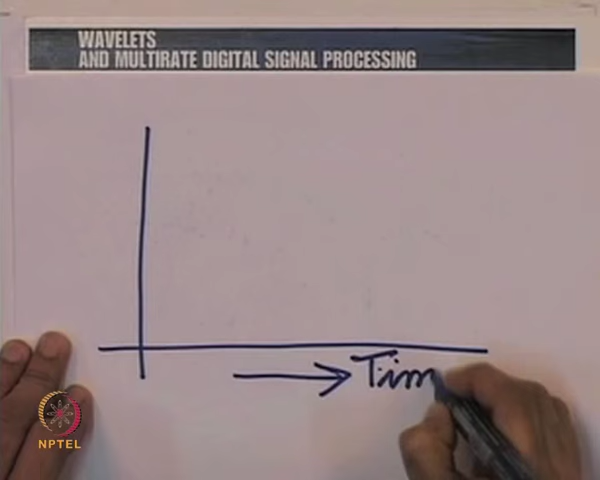 WAVELETS
AND MULTIRATE DIGITAL SIGNAL PROCESSING
Tim
NPTEL